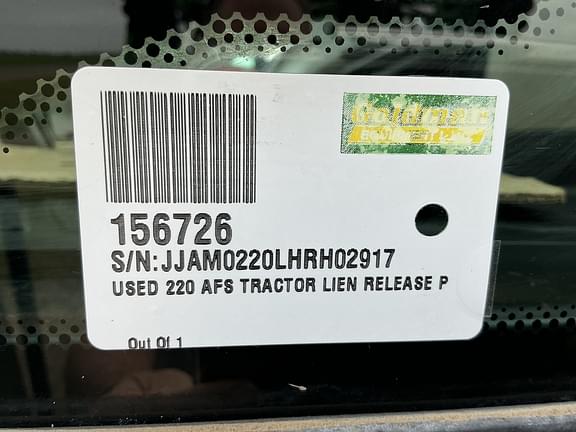 156726
S/N:JJAM0220LHRH02917
USED 220 AFS TRACTOR LIEN RELEASE P
Out Of 1